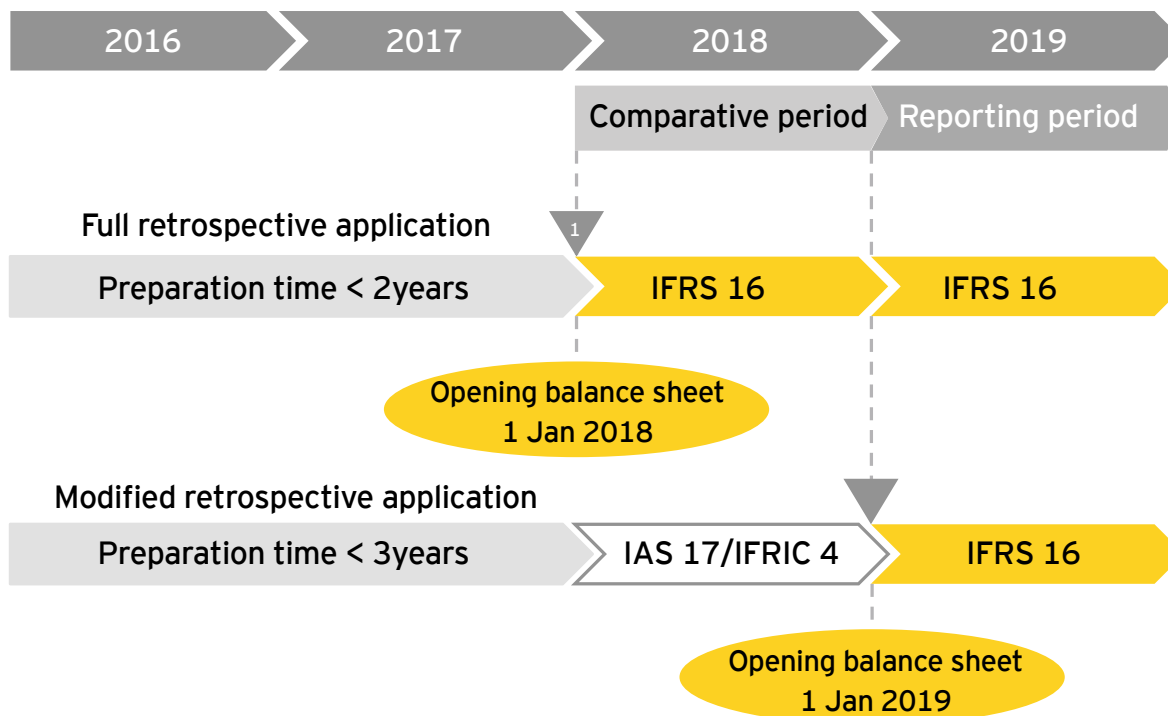 2016 2017 2018 2019
Comparative period Reporting period
Full retrospective application
1
Preparation time < 2years IFRS 16 IFRS 16
Opening balance sheet
1 Jan 2018
Modified retrospective application
Preparation time < 3years IAS 17/IFRIC 4 IFRS 16
Opening balance sheet
1 Jan 2019